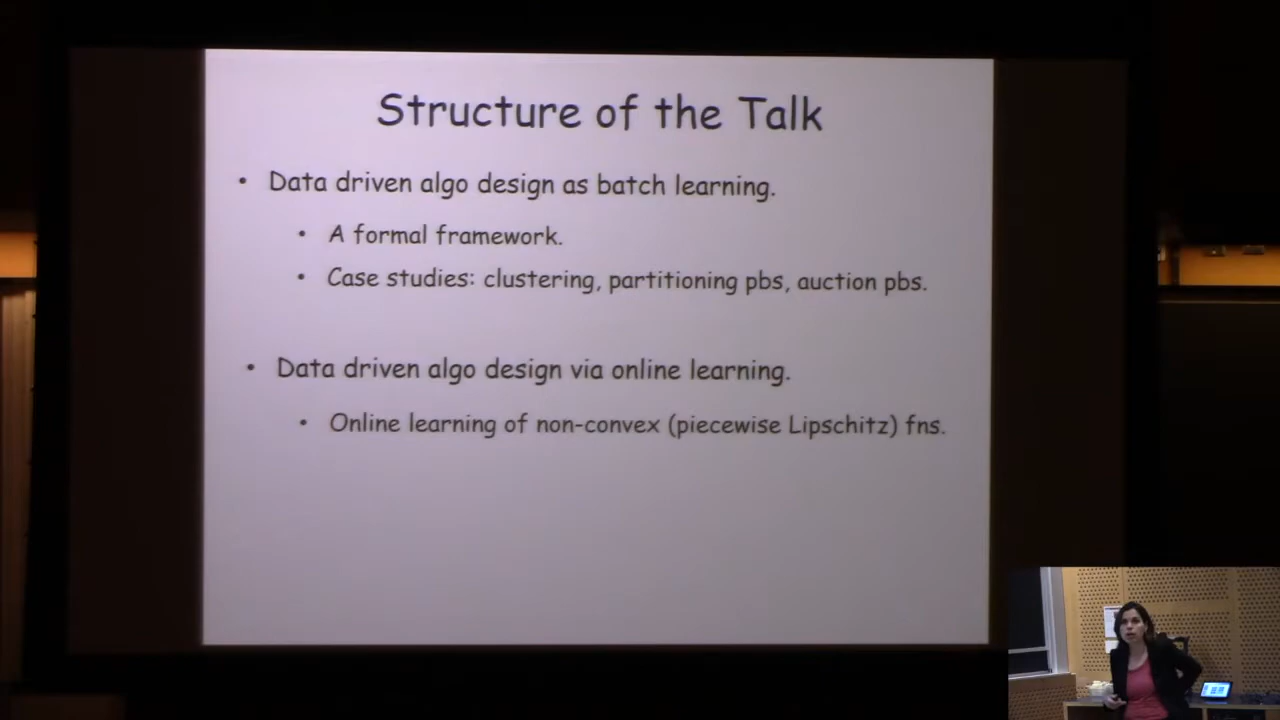 Structure of the Talk
• Data driven algo design as batch learning.
• A formal framework.
• Case studies: clustering, partitioning pbs, auction pbs.
• Data driven algo design via online learning.
• Online learning of non-convex (piecewise Lipschitz) fns.